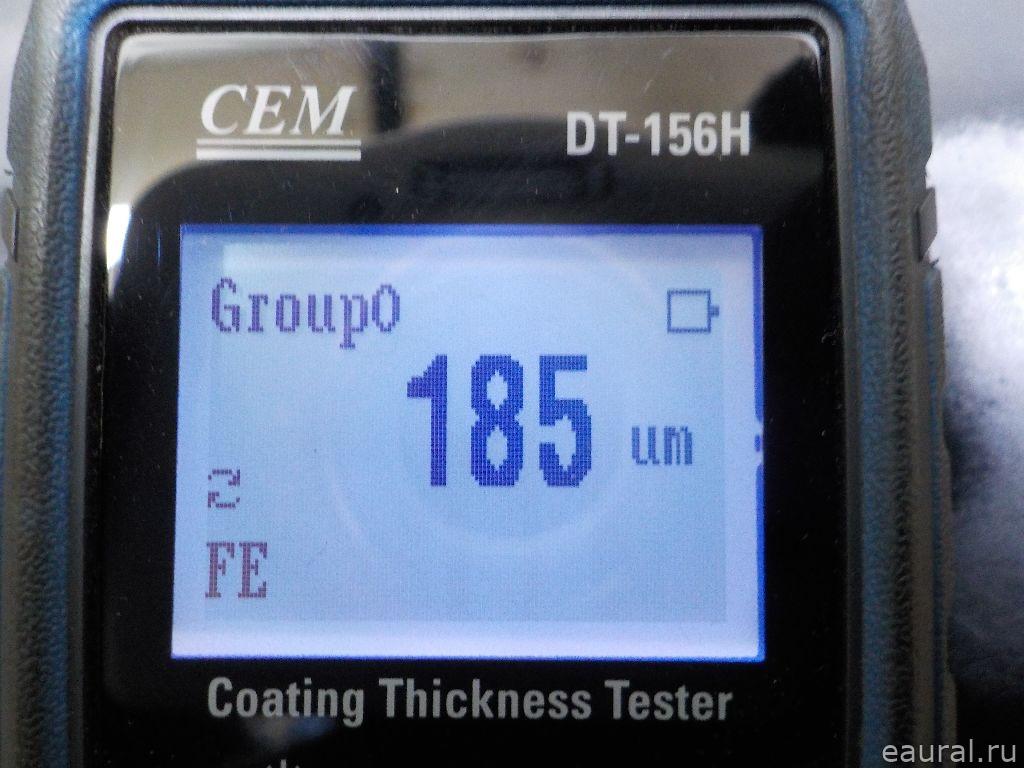 CEM
DT-156H
Group0
185 um
FE
Coating Thickness Tester
eaural.ru